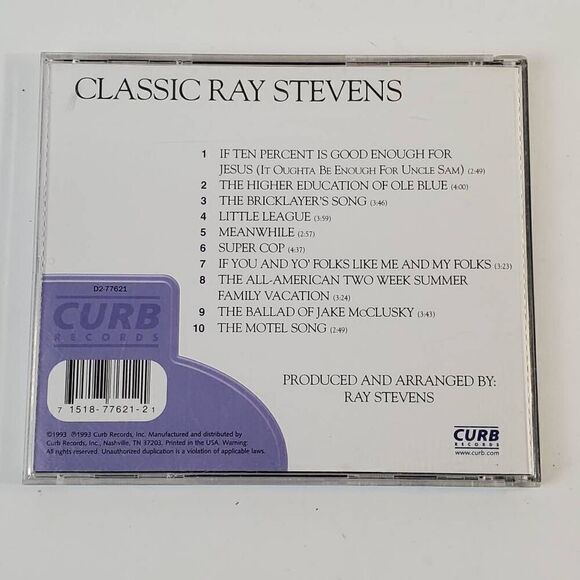 CLASSIC RAY STEVENS
1 IF TEN PERCENT IS GOOD ENOUGH FOR
JESUS (IT OUGHTA BE ENOUGH FOR UNCLE SAM) (2:49)
2 THE HIGHER EDUCATION OF OLE BLUE (4:00)
3 THE BRICKLAYER'S SONG (3:46)
4 LITTLE LEAGUE (3:59)
5 MEANWHILE (2:57)
6 SUPER COP (4:37)
7 IF YOU AND YO' FOLKS LIKE ME AND MY FOLKS (3:23)
8 THE ALL-AMERICAN TWO WEEK SUMMER
FAMILY VACATION (3:24)
9 THE BALLAD OF JAKE McCLUSKY (3:43)
10 THE MOTEL SONG (2:49)
PRODUCED AND ARRANGED BY:
RAY STEVENS
D2-77621
CURB
RECORDS
7 15187-77621-2 1
©1993 ℗1993 Curb Records, Inc. Manufactured and distributed by
Curb Records, Inc., Nashville, TN 37203. Printed in the USA. Warning:
All rights reserved. Unauthorized duplication is a violation of applicable laws.
CURB
RECORDS
www.curb.com